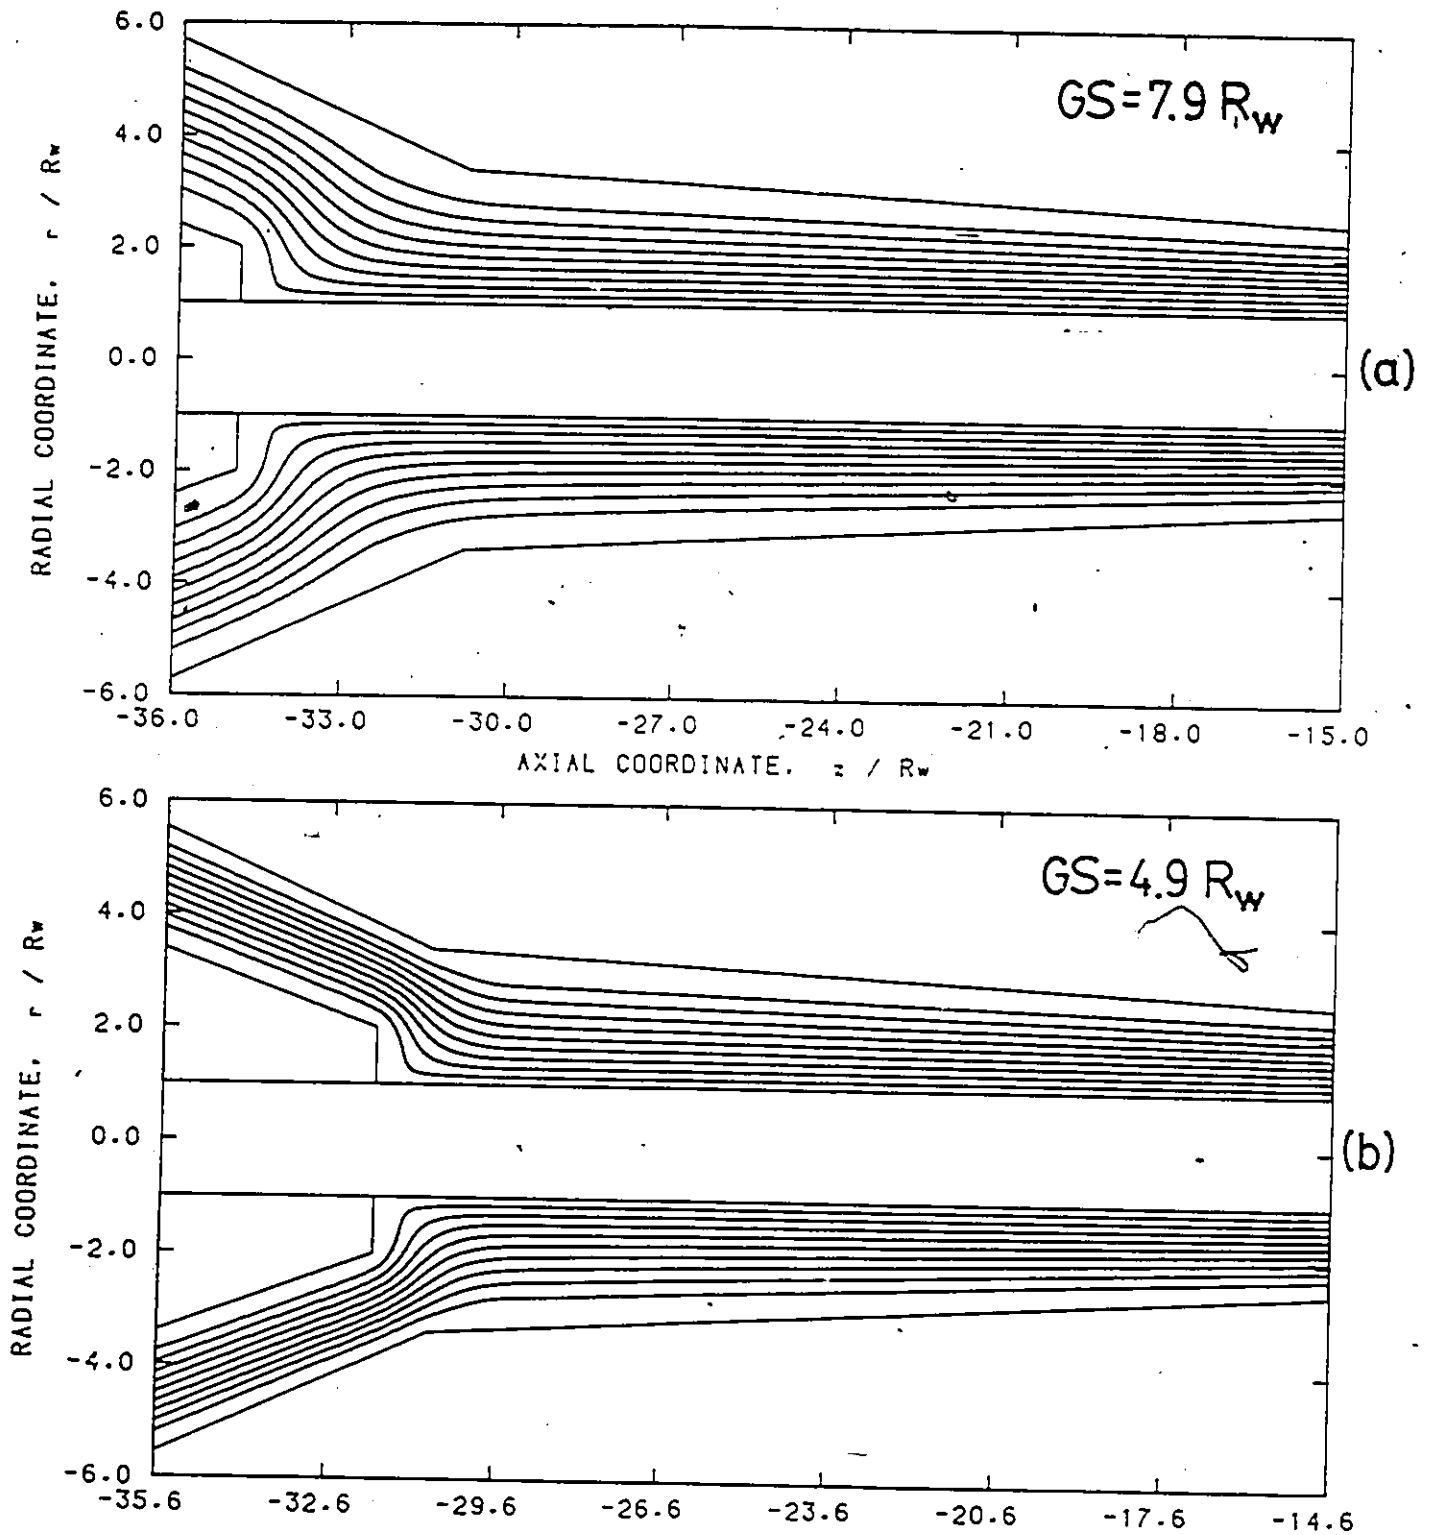 6.0
4.0
2.0
0.0
-2.0
-4.0
-6.0
RADIAL COORDINATE, r / Rw
GS=7.9 Rw
(a)
-36.0 -33.0 -30.0 -27.0 -24.0 -21.0 -18.0 -15.0
AXIAL COORDINATE, z / Rw
6.0
4.0
2.0
0.0
-2.0
-4.0
-6.0
RADIAL COORDINATE, r / Rw
GS=4.9 Rw
(b)
-35.6 -32.6 -29.6 -26.6 -23.6 -20.6 -17.6 -14.6